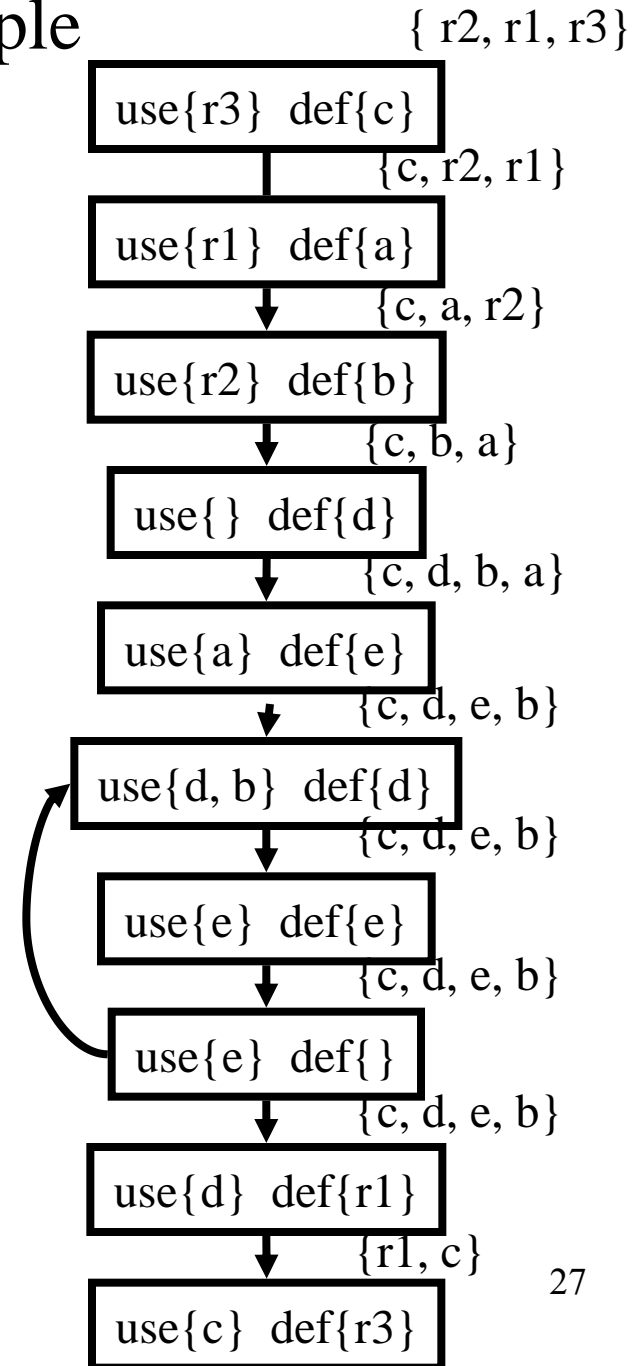 ple
{ r2, r1, r3}
use{r3} def{c}
{c, r2, r1}
use{r1} def{a}
{c, a, r2}
use{r2} def{b}
{c, b, a}
use{} def{d}
{c, d, b, a}
use{a} def{e}
{c, d, e, b}
use{d, b} def{d}
{c, d, e, b}
use{e} def{e}
{c, d, e, b}
use{e} def{}
{c, d, e, b}
use{d} def{r1}
{r1, c}
27
use{c} def{r3}